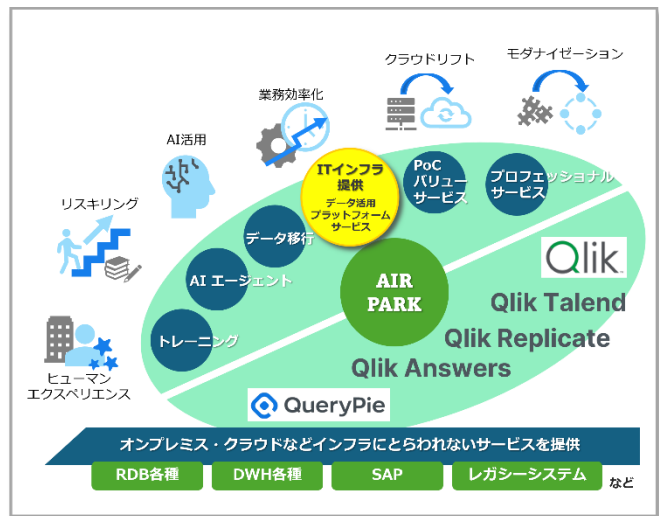 クラウドリフト
モダナイゼーション
業務効率化
AI活用
リスキリング
ヒューマン
エクスペリエンス
ITインフラ
提供
データ活用
プラットフォーム
サービス
PoC
バリュー
サービス
プロフェッショナル
サービス
データ移行
AI エージェント
トレーニング
AIR
PARK
Qlik
Qlik Talend
Qlik Replicate
Qlik Answers
QueryPie
オンプレミス・クラウドなどインフラにとらわれないサービスを提供
RDB各種
DWH各種
SAP
レガシーシステム
など